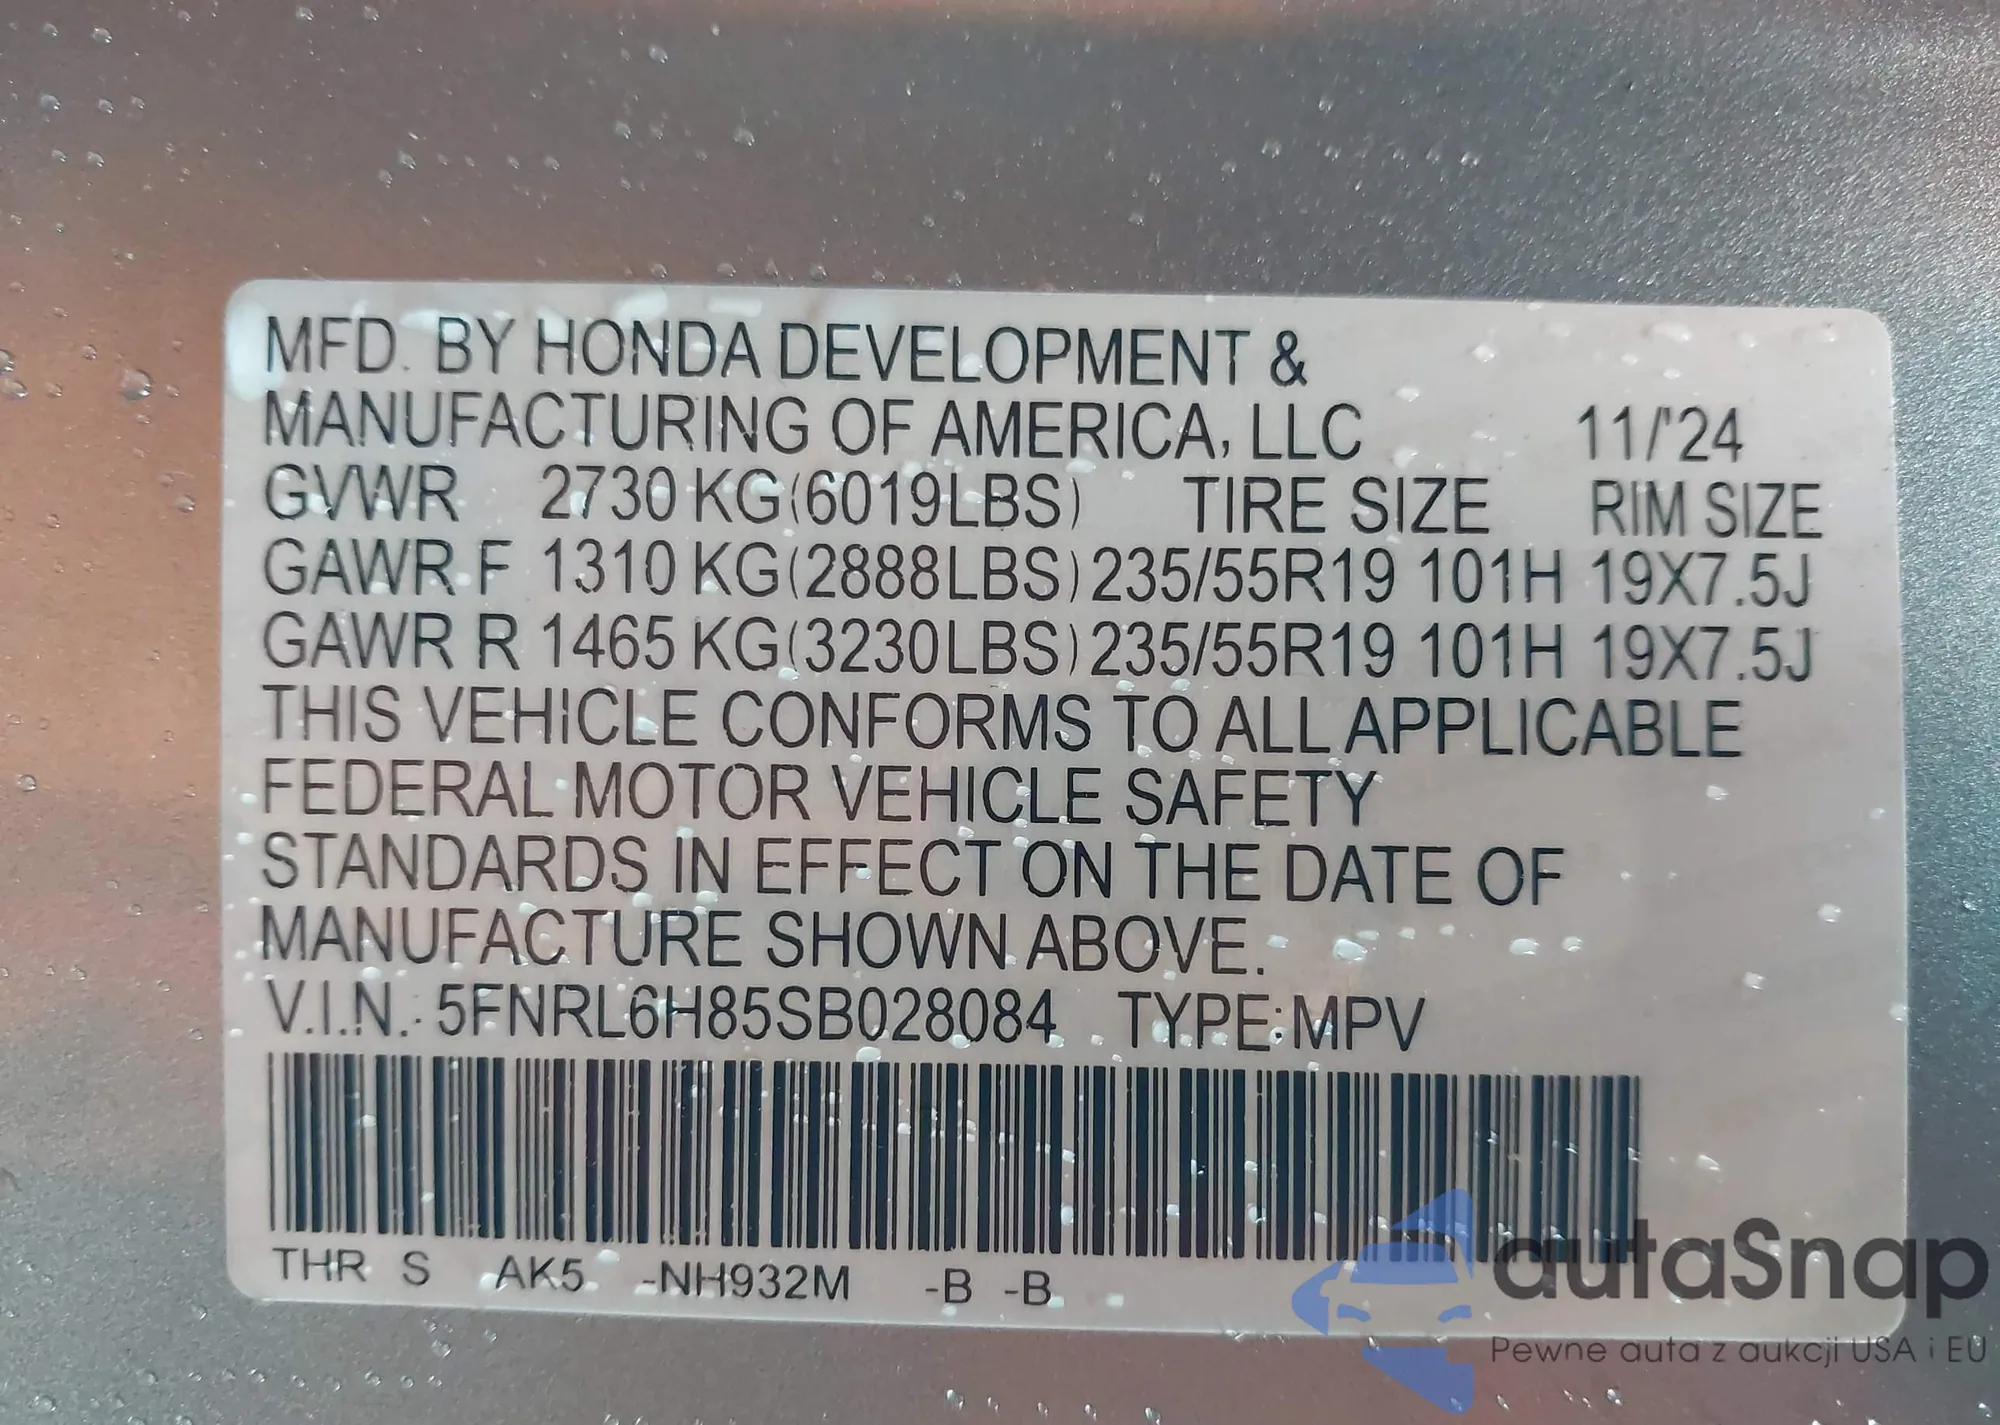 MFD. BY HONDA DEVELOPMENT &
MANUFACTURING OF AMERICA, LLC 11/'24
GVWR 2730 KG (6019LBS) TIRE SIZE RIM SIZE
GAWR F 1310 KG (2888LBS) 235/55R19 101H 19X7.5J
GAWR R 1465 KG (3230LBS) 235/55R19 101H 19X7.5J
THIS VEHICLE CONFORMS TO ALL APPLICABLE
FEDERAL MOTOR VEHICLE SAFETY
STANDARDS IN EFFECT ON THE DATE OF
MANUFACTURE SHOWN ABOVE.
V.I.N.: 5FNRL6H85SB028084 TYPE:MPV
THR S AK5 -NH932M -B -B
autaSnap
Pewne auta z aukcji USA i EU